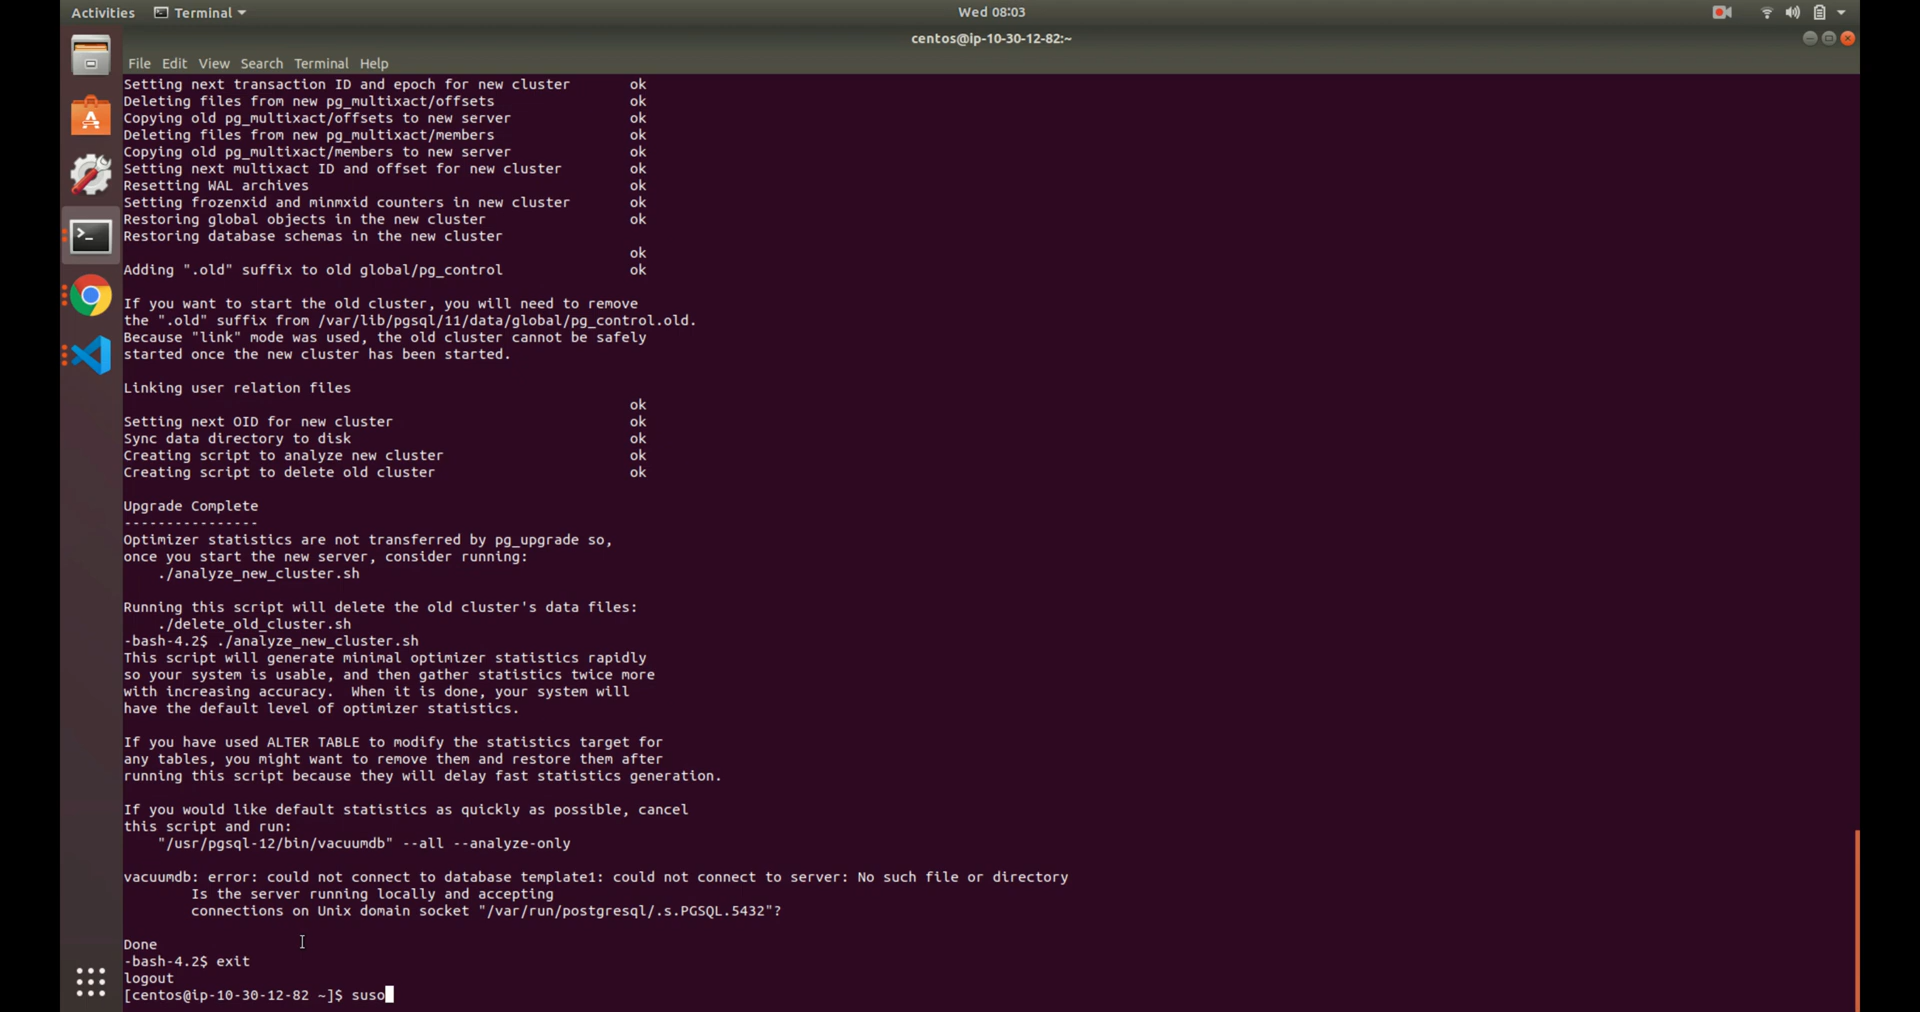 Activities
Terminal
Wed 08:03
centos@ip-10-30-12-82:~
File Edit View Search Terminal Help
Setting next transaction ID and epoch for new cluster ok
Deleting files from new pg_multixact/offsets ok
Copying old pg_multixact/offsets to new server ok
Deleting files from new pg_multixact/members ok
Copying old pg_multixact/members to new server ok
Setting next multixact ID and offset for new cluster ok
Resetting WAL archives ok
Setting frozenxid and minmxid counters in new cluster ok
Restoring global objects in the new cluster ok
Restoring database schemas in the new cluster
ok
Adding ".old" suffix to old global/pg_control ok
If you want to start the old cluster, you will need to remove
the ".old" suffix from /var/lib/pgsql/11/data/global/pg_control.old.
Because "link" mode was used, the old cluster cannot be safely
started once the new cluster has been started.
Linking user relation files
ok
Setting next OID for new cluster ok
Sync data directory to disk ok
Creating script to analyze new cluster ok
Creating script to delete old cluster ok
Upgrade Complete
----------------
Optimizer statistics are not transferred by pg_upgrade so,
once you start the new server, consider running:
./analyze_new_cluster.sh
Running this script will delete the old cluster's data files:
./delete_old_cluster.sh
-bash-4.2$ ./analyze_new_cluster.sh
This script will generate minimal optimizer statistics rapidly
so your system is usable, and then gather statistics twice more
with increasing accuracy.  When it is done, your system will
have the default level of optimizer statistics.
If you have used ALTER TABLE to modify the statistics target for
any tables, you might want to remove them and restore them after
running this script because they will delay fast statistics generation.
If you would like default statistics as quickly as possible, cancel
this script and run:
"/usr/pgsql-12/bin/vacuumdb" --all --analyze-only
vacuumdb: error: could not connect to database template1: could not connect to server: No such file or directory
Is the server running locally and accepting
connections on Unix domain socket "/var/run/postgresql/.s.PGSQL.5432"?
Done
-bash-4.2$ exit
logout
[centos@ip-10-30-12-82 ~]$ suso